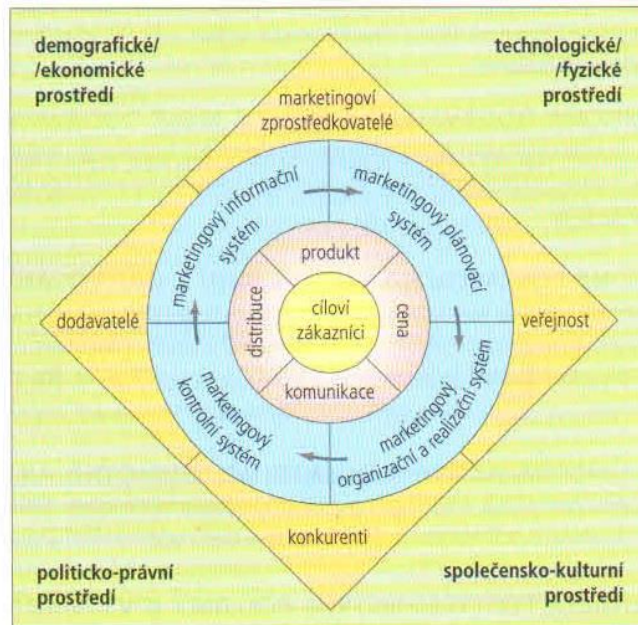 demografické/
/ekonomické
prostředí
technologické/
/fyzické
prostředí
marketingoví
zprostředkovatelé
marketingový informační
systém
marketingový plánovací
systém
produkt
distribuce
cíloví
zákazníci
cena
dodavatelé
veřejnost
komunikace
marketingový
kontrolní systém
marketingový
organizační a realizační systém
konkurenti
politicko-právní
prostředí
společensko-kulturní
prostředí